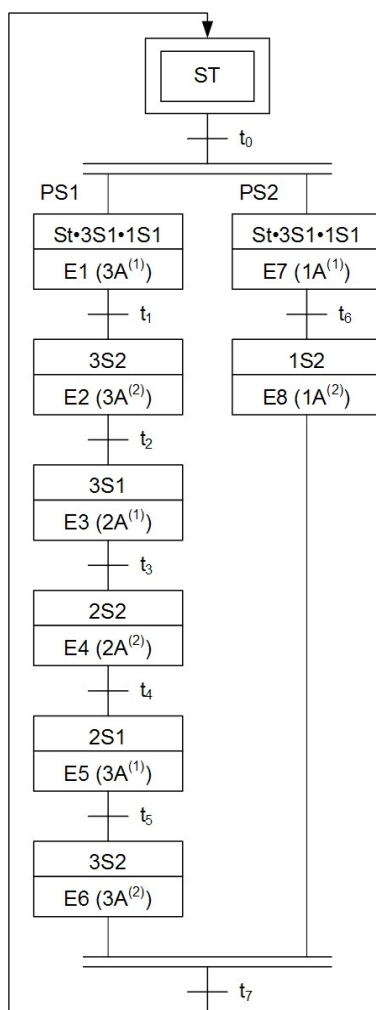 ST
t₀
PS1
PS2
St•3S1•1S1
E1 (3A⁽¹⁾)
St•3S1•1S1
E7 (1A⁽¹⁾)
t₁
t₆
3S2
E2 (3A⁽²⁾)
1S2
E8 (1A⁽²⁾)
t₂
3S1
E3 (2A⁽¹⁾)
t₃
2S2
E4 (2A⁽²⁾)
t₄
2S1
E5 (3A⁽¹⁾)
t₅
3S2
E6 (3A⁽²⁾)
t₇